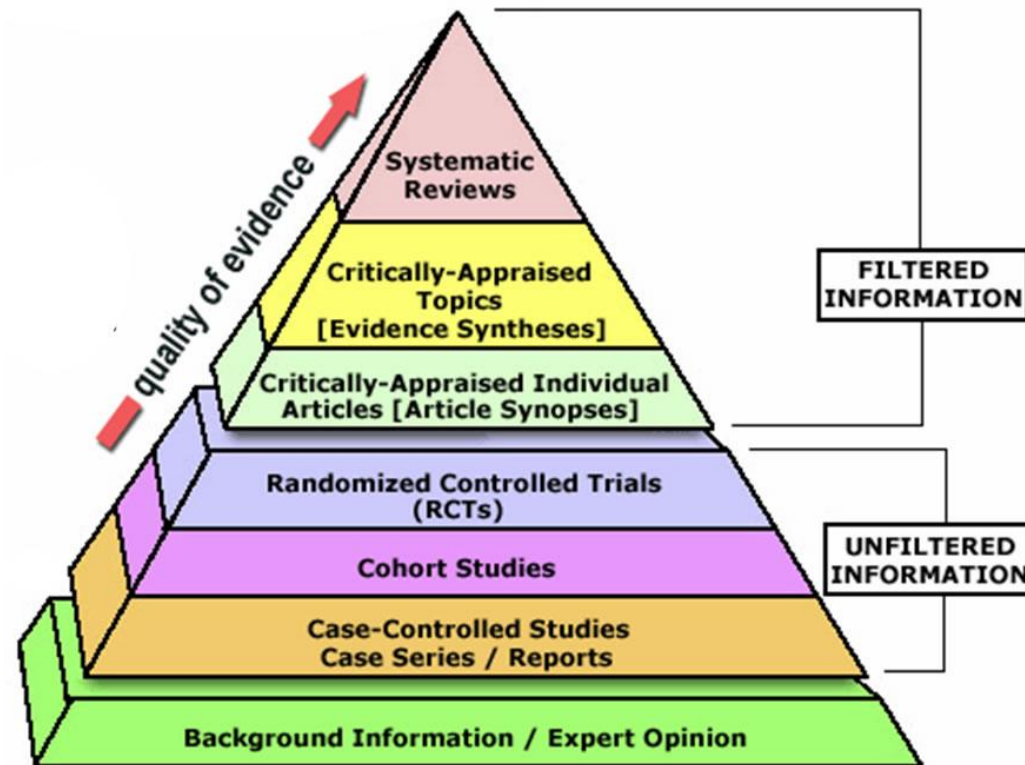 quality of evidence
Systematic
Reviews
Critically-Appraised
Topics
[Evidence Syntheses]
Critically-Appraised Individual
Articles [Article Synopses]
FILTERED
INFORMATION
Randomized Controlled Trials
(RCTs)
Cohort Studies
Case-Controlled Studies
Case Series / Reports
UNFILTERED
INFORMATION
Background Information / Expert Opinion